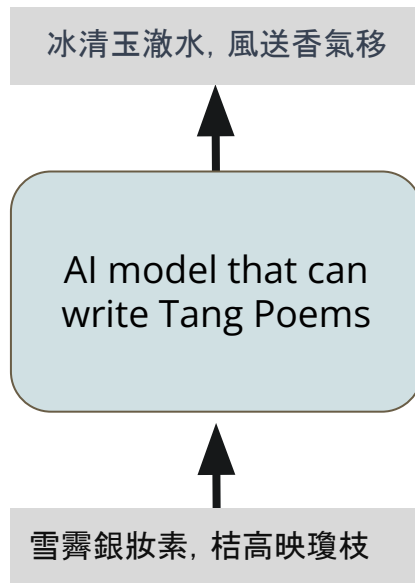 冰清玉澈水, 風送香氣移
AI model that can
write Tang Poems
雪霽銀妝素, 桔高映瓊枝